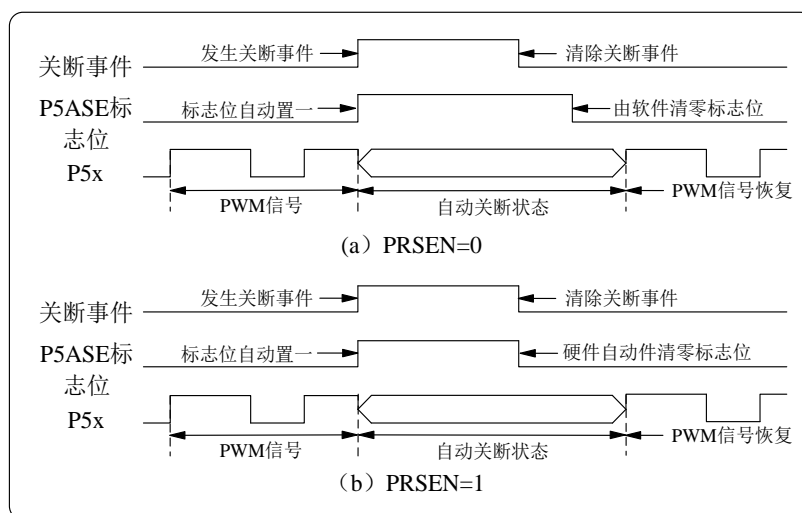 发生关断事件
清除关断事件
关断事件
标志位自动置一
由软件清零标志位
P5ASE标
志位
P5x
PWM信号
自动关断状态
PWM信号恢复
(a）PRSEN=0
发生关断事件
清除关断事件
关断事件
标志位自动置一
硬件自动件清零标志位
P5ASE标
志位
P5x
PWM信号
自动关断状态
PWM信号恢复
（b）PRSEN=1